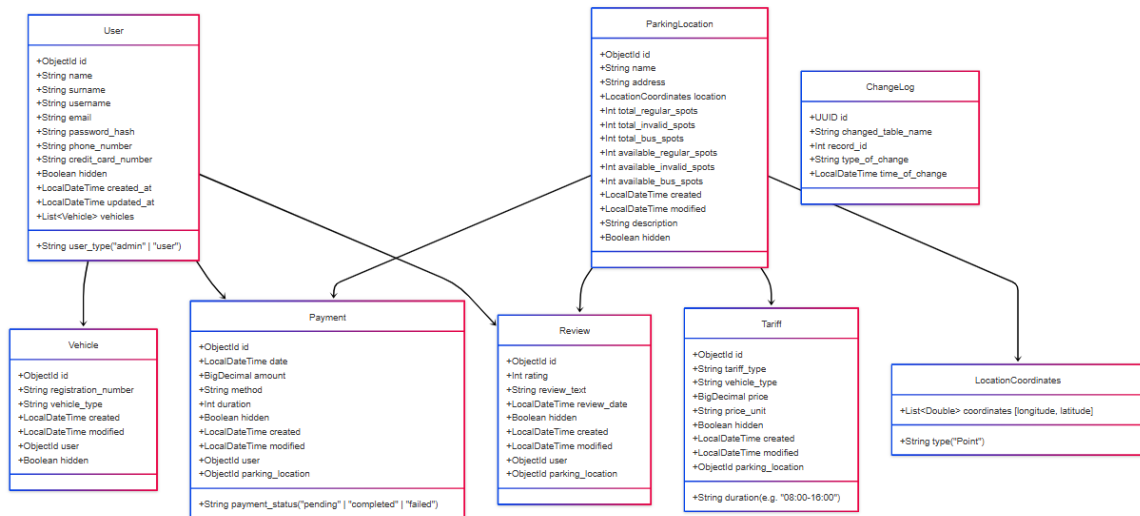 User
+ObjectId id
+String name
+String surname
+String username
+String email
+String password_hash
+String phone_number
+String credit_card_number
+Boolean hidden
+LocalDateTime created_at
+LocalDateTime updated_at
+List<Vehicle> vehicles
+String user_type("admin" | "user")
ParkingLocation
+ObjectId id
+String name
+String address
+LocationCoordinates location
+Int total_regular_spots
+Int total_invalid_spots
+Int total_bus_spots
+Int available_regular_spots
+Int available_invalid_spots
+Int available_bus_spots
+LocalDateTime created
+LocalDateTime modified
+String description
+Boolean hidden
ChangeLog
+UUID id
+String changed_table_name
+Int record_id
+String type_of_change
+LocalDateTime time_of_change
Vehicle
+ObjectId id
+String registration_number
+String vehicle_type
+LocalDateTime created
+LocalDateTime modified
+ObjectId user
+Boolean hidden
Payment
+ObjectId id
+LocalDateTime date
+BigDecimal amount
+String method
+Int duration
+Boolean hidden
+LocalDateTime created
+LocalDateTime modified
+ObjectId user
+ObjectId parking_location
+String payment_status("pending" | "completed" | "failed")
Review
+ObjectId id
+Int rating
+String review_text
+LocalDateTime review_date
+Boolean hidden
+LocalDateTime created
+LocalDateTime modified
+ObjectId user
+ObjectId parking_location
Tariff
+ObjectId id
+String tariff_type
+String vehicle_type
+BigDecimal price
+String price_unit
+Boolean hidden
+LocalDateTime created
+LocalDateTime modified
+ObjectId parking_location
+String duration(e.g. "08:00-16:00")
LocationCoordinates
+List<Double> coordinates [longitude, latitude]
+String type("Point")